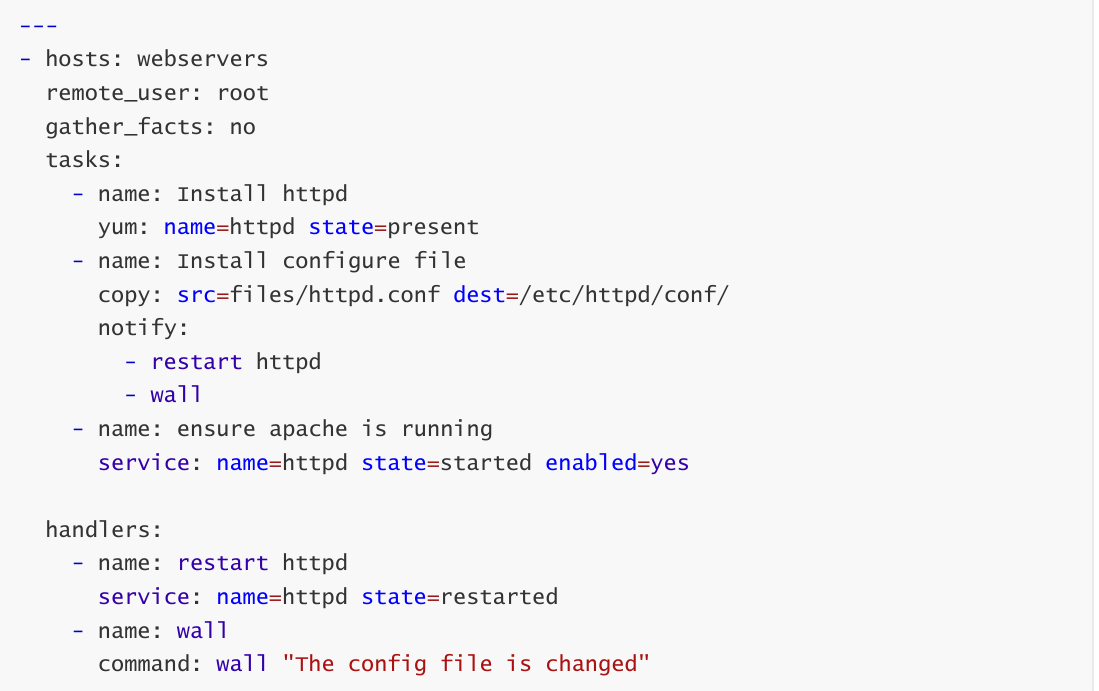 ---
- hosts: webservers
  remote_user: root
  gather_facts: no
  tasks:
    - name: Install httpd
      yum: name=httpd state=present
    - name: Install configure file
      copy: src=files/httpd.conf dest=/etc/httpd/conf/
      notify:
        - restart httpd
        - wall
    - name: ensure apache is running
      service: name=httpd state=started enabled=yes

  handlers:
    - name: restart httpd
      service: name=httpd state=restarted
    - name: wall
      command: wall "The config file is changed"